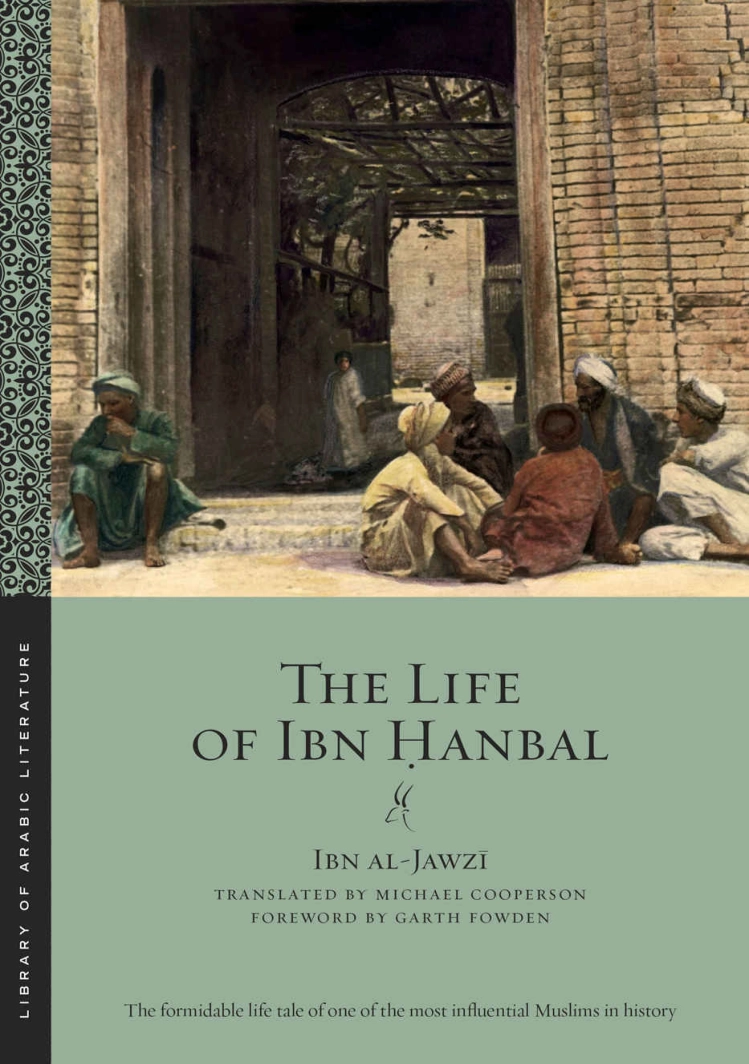 THE LIFE
OF IBN ḤANBAL
IBN AL-JAWZĪ
TRANSLATED BY MICHAEL COOPERSON
FOREWORD BY GARTH FOWDEN
The formidable life tale of one of the most influential Muslims in history
LIBRARY OF ARABIC LITERATURE